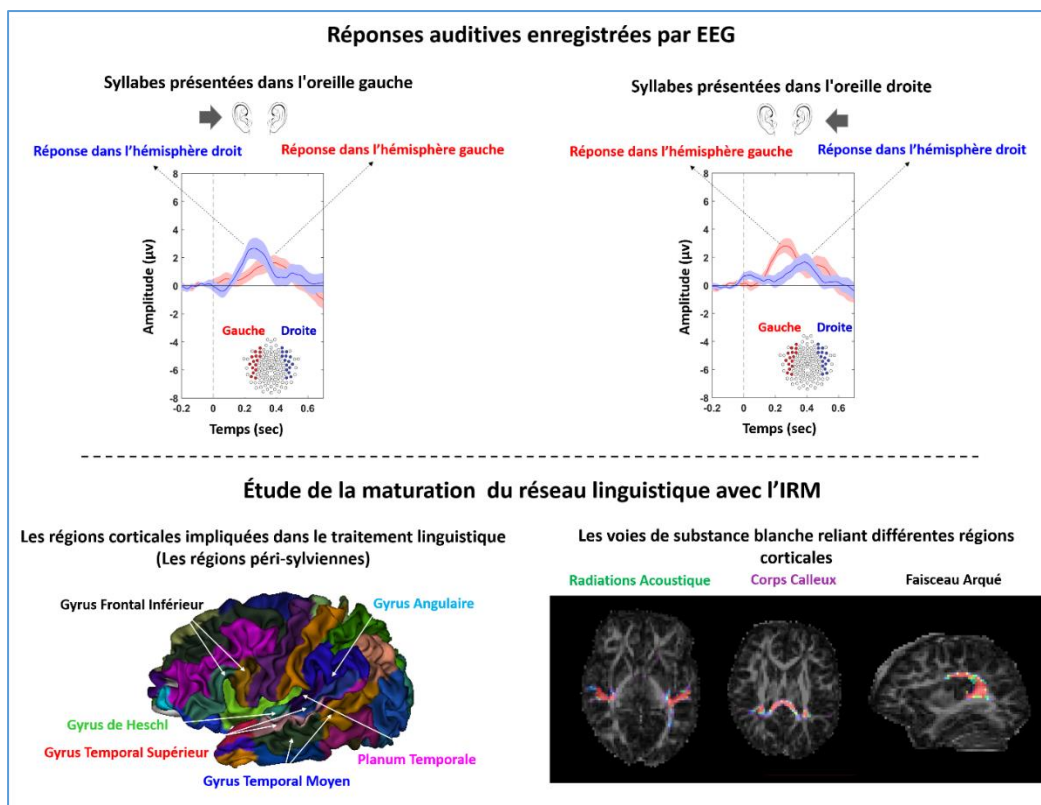 Réponses auditives enregistrées par EEG
Syllabes présentées dans l'oreille gauche
Réponse dans l'hémisphère droit
Réponse dans l'hémisphère gauche
8
6
4
2
0
-2
-4
-6
-8
Amplitude (µv)
Gauche
Droite
-0.2
0
0.2
0.4
0.6
Temps (sec)
Syllabes présentées dans l'oreille droite
Réponse dans l'hémisphère gauche
Réponse dans l'hémisphère droit
8
6
4
2
0
-2
-4
-6
-8
Amplitude (µv)
Gauche
Droite
-0.2
0
0.2
0.4
0.6
Temps (sec)
Étude de la maturation du réseau linguistique avec l'IRM
Les régions corticales impliquées dans le traitement linguistique
(Les régions péri-sylviennes)
Gyrus Frontal Inférieur
Gyrus Angulaire
Gyrus de Heschl
Gyrus Temporal Supérieur
Planum Temporale
Gyrus Temporal Moyen
Les voies de substance blanche reliant différentes régions
corticales
Radiations Acoustique
Corps Calleux
Faisceau Arqué